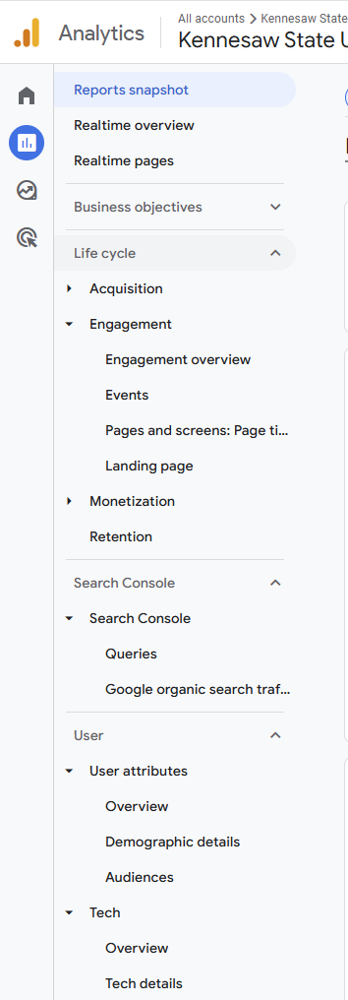 Analytics
All accounts > Kennesaw State
Kennesaw State U
Reports snapshot
Realtime overview
Realtime pages
Business objectives
Life cycle
Acquisition
Engagement
Engagement overview
Events
Pages and screens: Page ti...
Landing page
Monetization
Retention
Search Console
Search Console
Queries
Google organic search traf...
User
User attributes
Overview
Demographic details
Audiences
Tech
Overview
Tech details